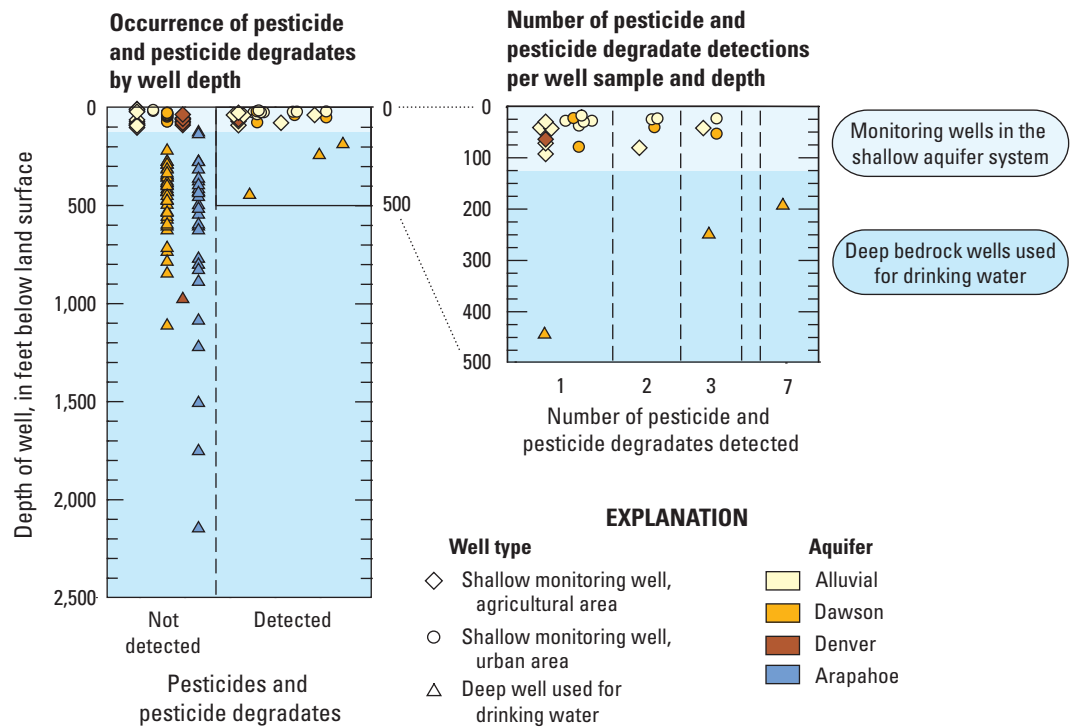 Occurrence of pesticide
and pesticide degradates
by well depth
0
500
1,000
1,500
2,000
2,500
Depth of well, in feet below land surface
0
500
Not
detected
Detected
Pesticides and
pesticide degradates
Number of pesticide and
pesticide degradate detections
per well sample and depth
0
100
200
300
400
500
1
2
3
7
Number of pesticide and
pesticide degradates detected
Monitoring wells in the
shallow aquifer system
Deep bedrock wells used
for drinking water
EXPLANATION
Well type
Shallow monitoring well,
agricultural area
Shallow monitoring well,
urban area
Deep well used for
drinking water
Aquifer
Alluvial
Dawson
Denver
Arapahoe